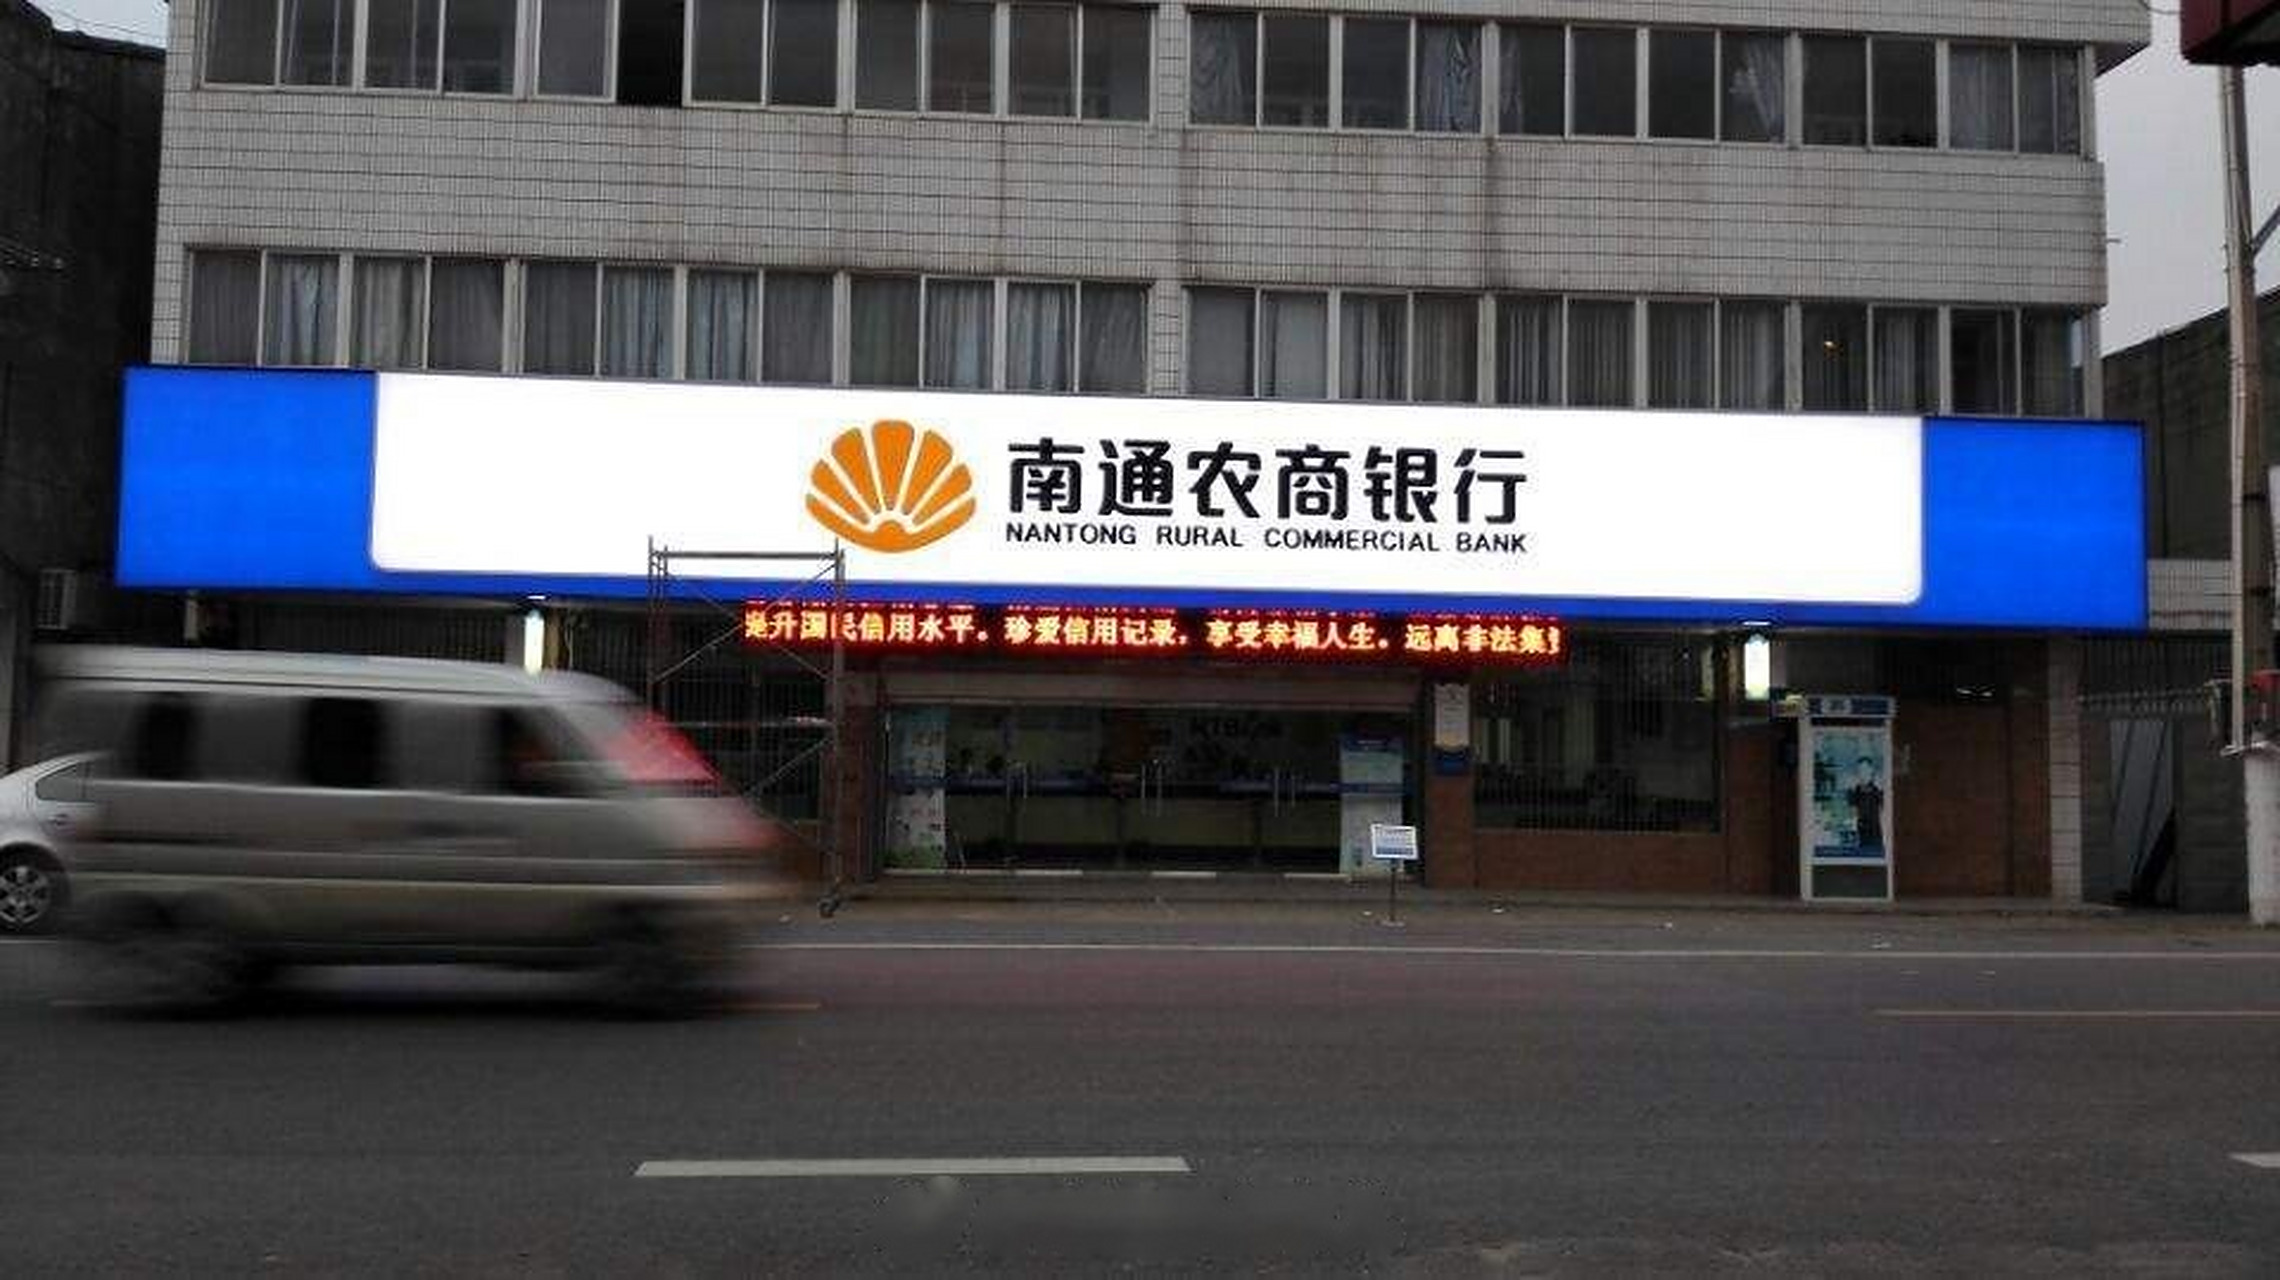 南通农商银行
NANTONG RURAL COMMERCIAL BANK
提升国民信用水平。珍爱信用记录，享受幸福人生。远离非法集